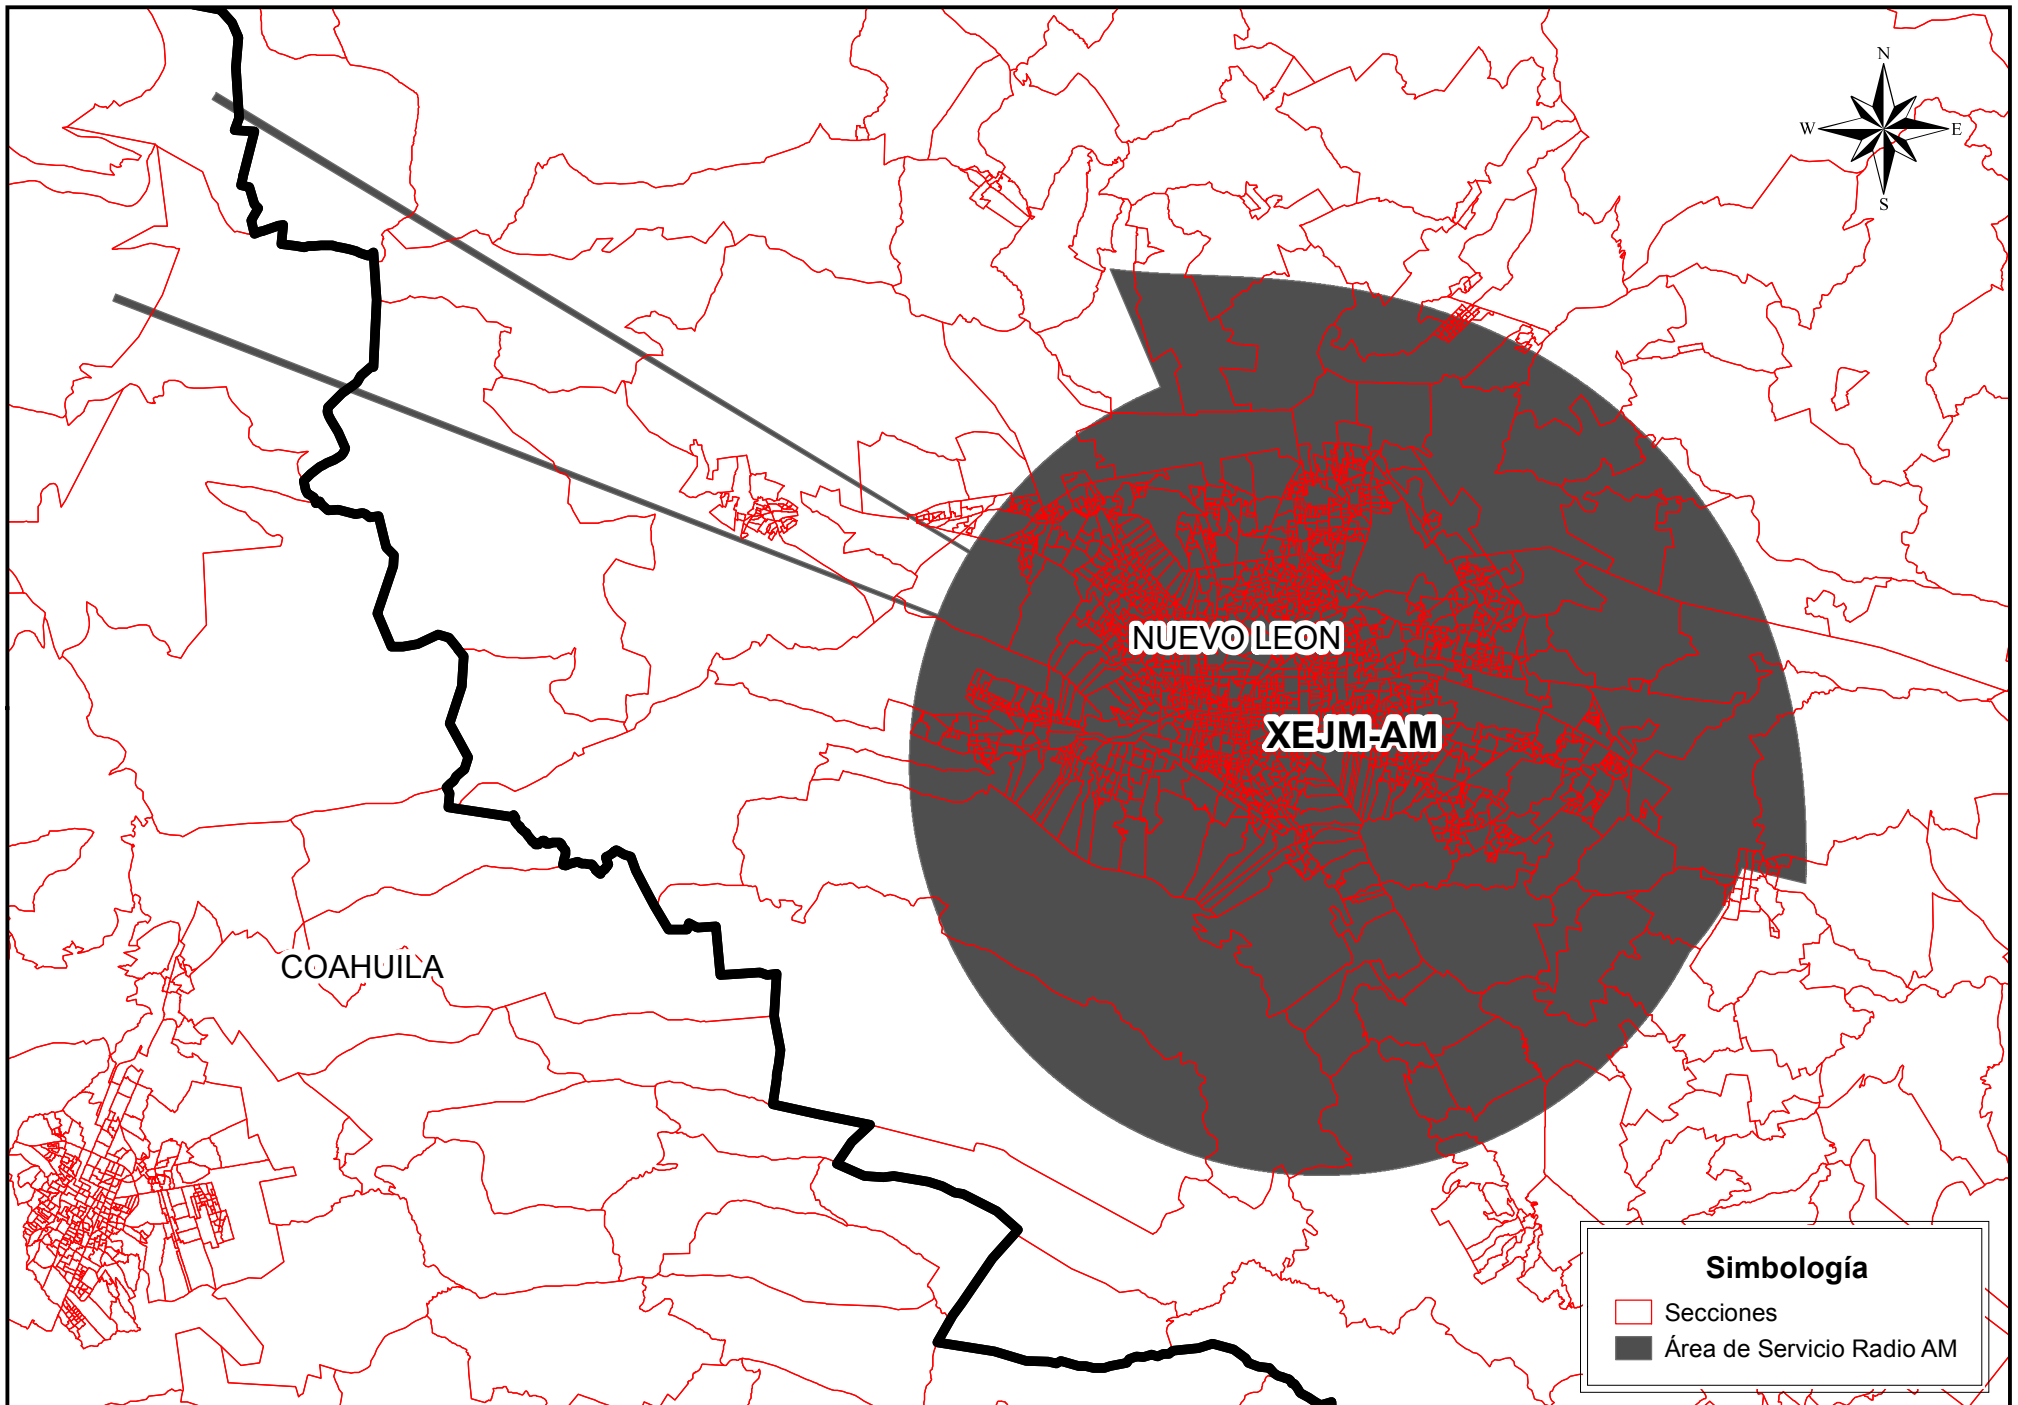 N
W E
S
NUEVO LEON
XEJM-AM
COAHUILA
Simbología
Secciones
Área de Servicio Radio AM